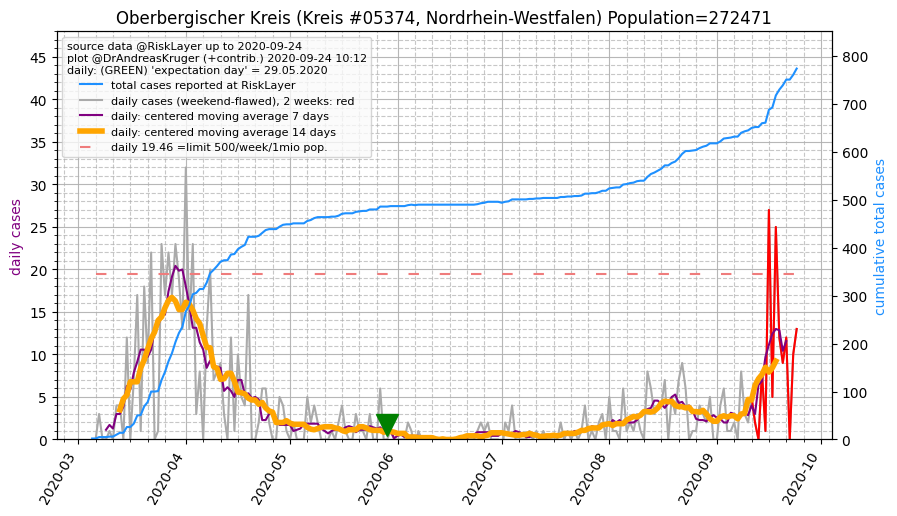 Oberbergischer Kreis (Kreis #05374, Nordrhein-Westfalen) Population=272471
source data @RiskLayer up to 2020-09-24
plot @DrAndreasKruger (+contrib.) 2020-09-24 10:12
daily: (GREEN) 'expectation day' = 29.05.2020
total cases reported at RiskLayer
daily cases (weekend-flawed), 2 weeks: red
daily: centered moving average 7 days
daily: centered moving average 14 days
daily 19.46 =limit 500/week/1mio pop.
daily cases
45
40
35
30
25
20
15
10
5
0
cumulative total cases
800
700
600
500
400
300
200
100
0
2020-03
2020-04
2020-05
2020-06
2020-07
2020-08
2020-09
2020-10